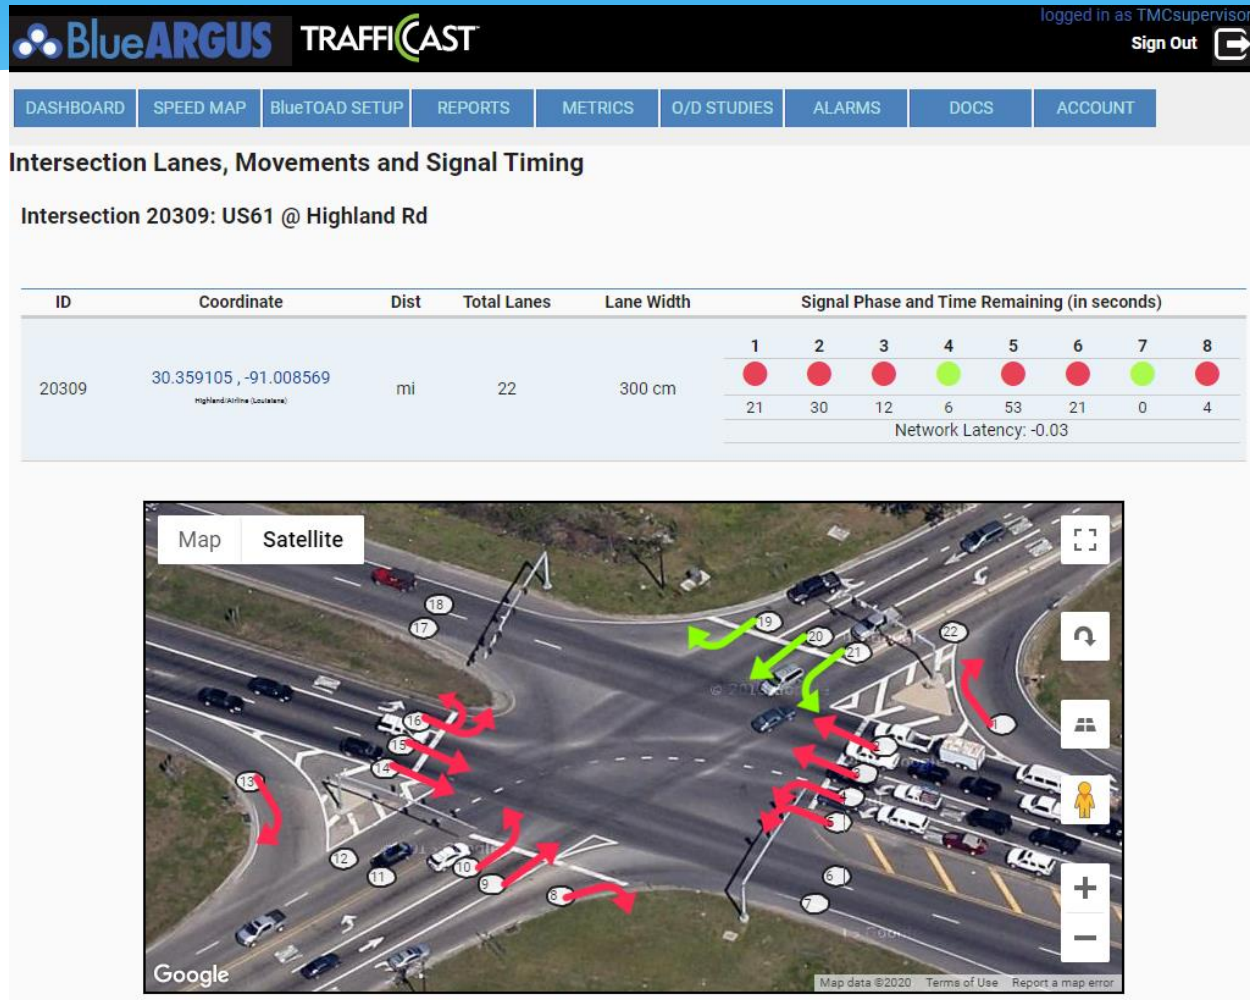 logged in as TMCsupervisor
BlueARGUS TRAFFICAST
Sign Out
DASHBOARD SPEED MAP BlueTOAD SETUP REPORTS METRICS O/D STUDIES ALARMS DOCS ACCOUNT
Intersection Lanes, Movements and Signal Timing
Intersection 20309: US61 @ Highland Rd
ID Coordinate Dist Total Lanes Lane Width Signal Phase and Time Remaining (in seconds)
1 2 3 4 5 6 7 8
20309 30.359105 , -91.008569 mi 22 300 cm
Highland/Airline (Louisiana)
21 30 12 6 53 21 0 4
Network Latency: -0.03
Map Satellite
18
17
19
20
21
22
16
15
14
13
1
2
3
4
5
12
11
10
9
8
6
7
Google
Map data ©2020 Terms of Use Report a map error